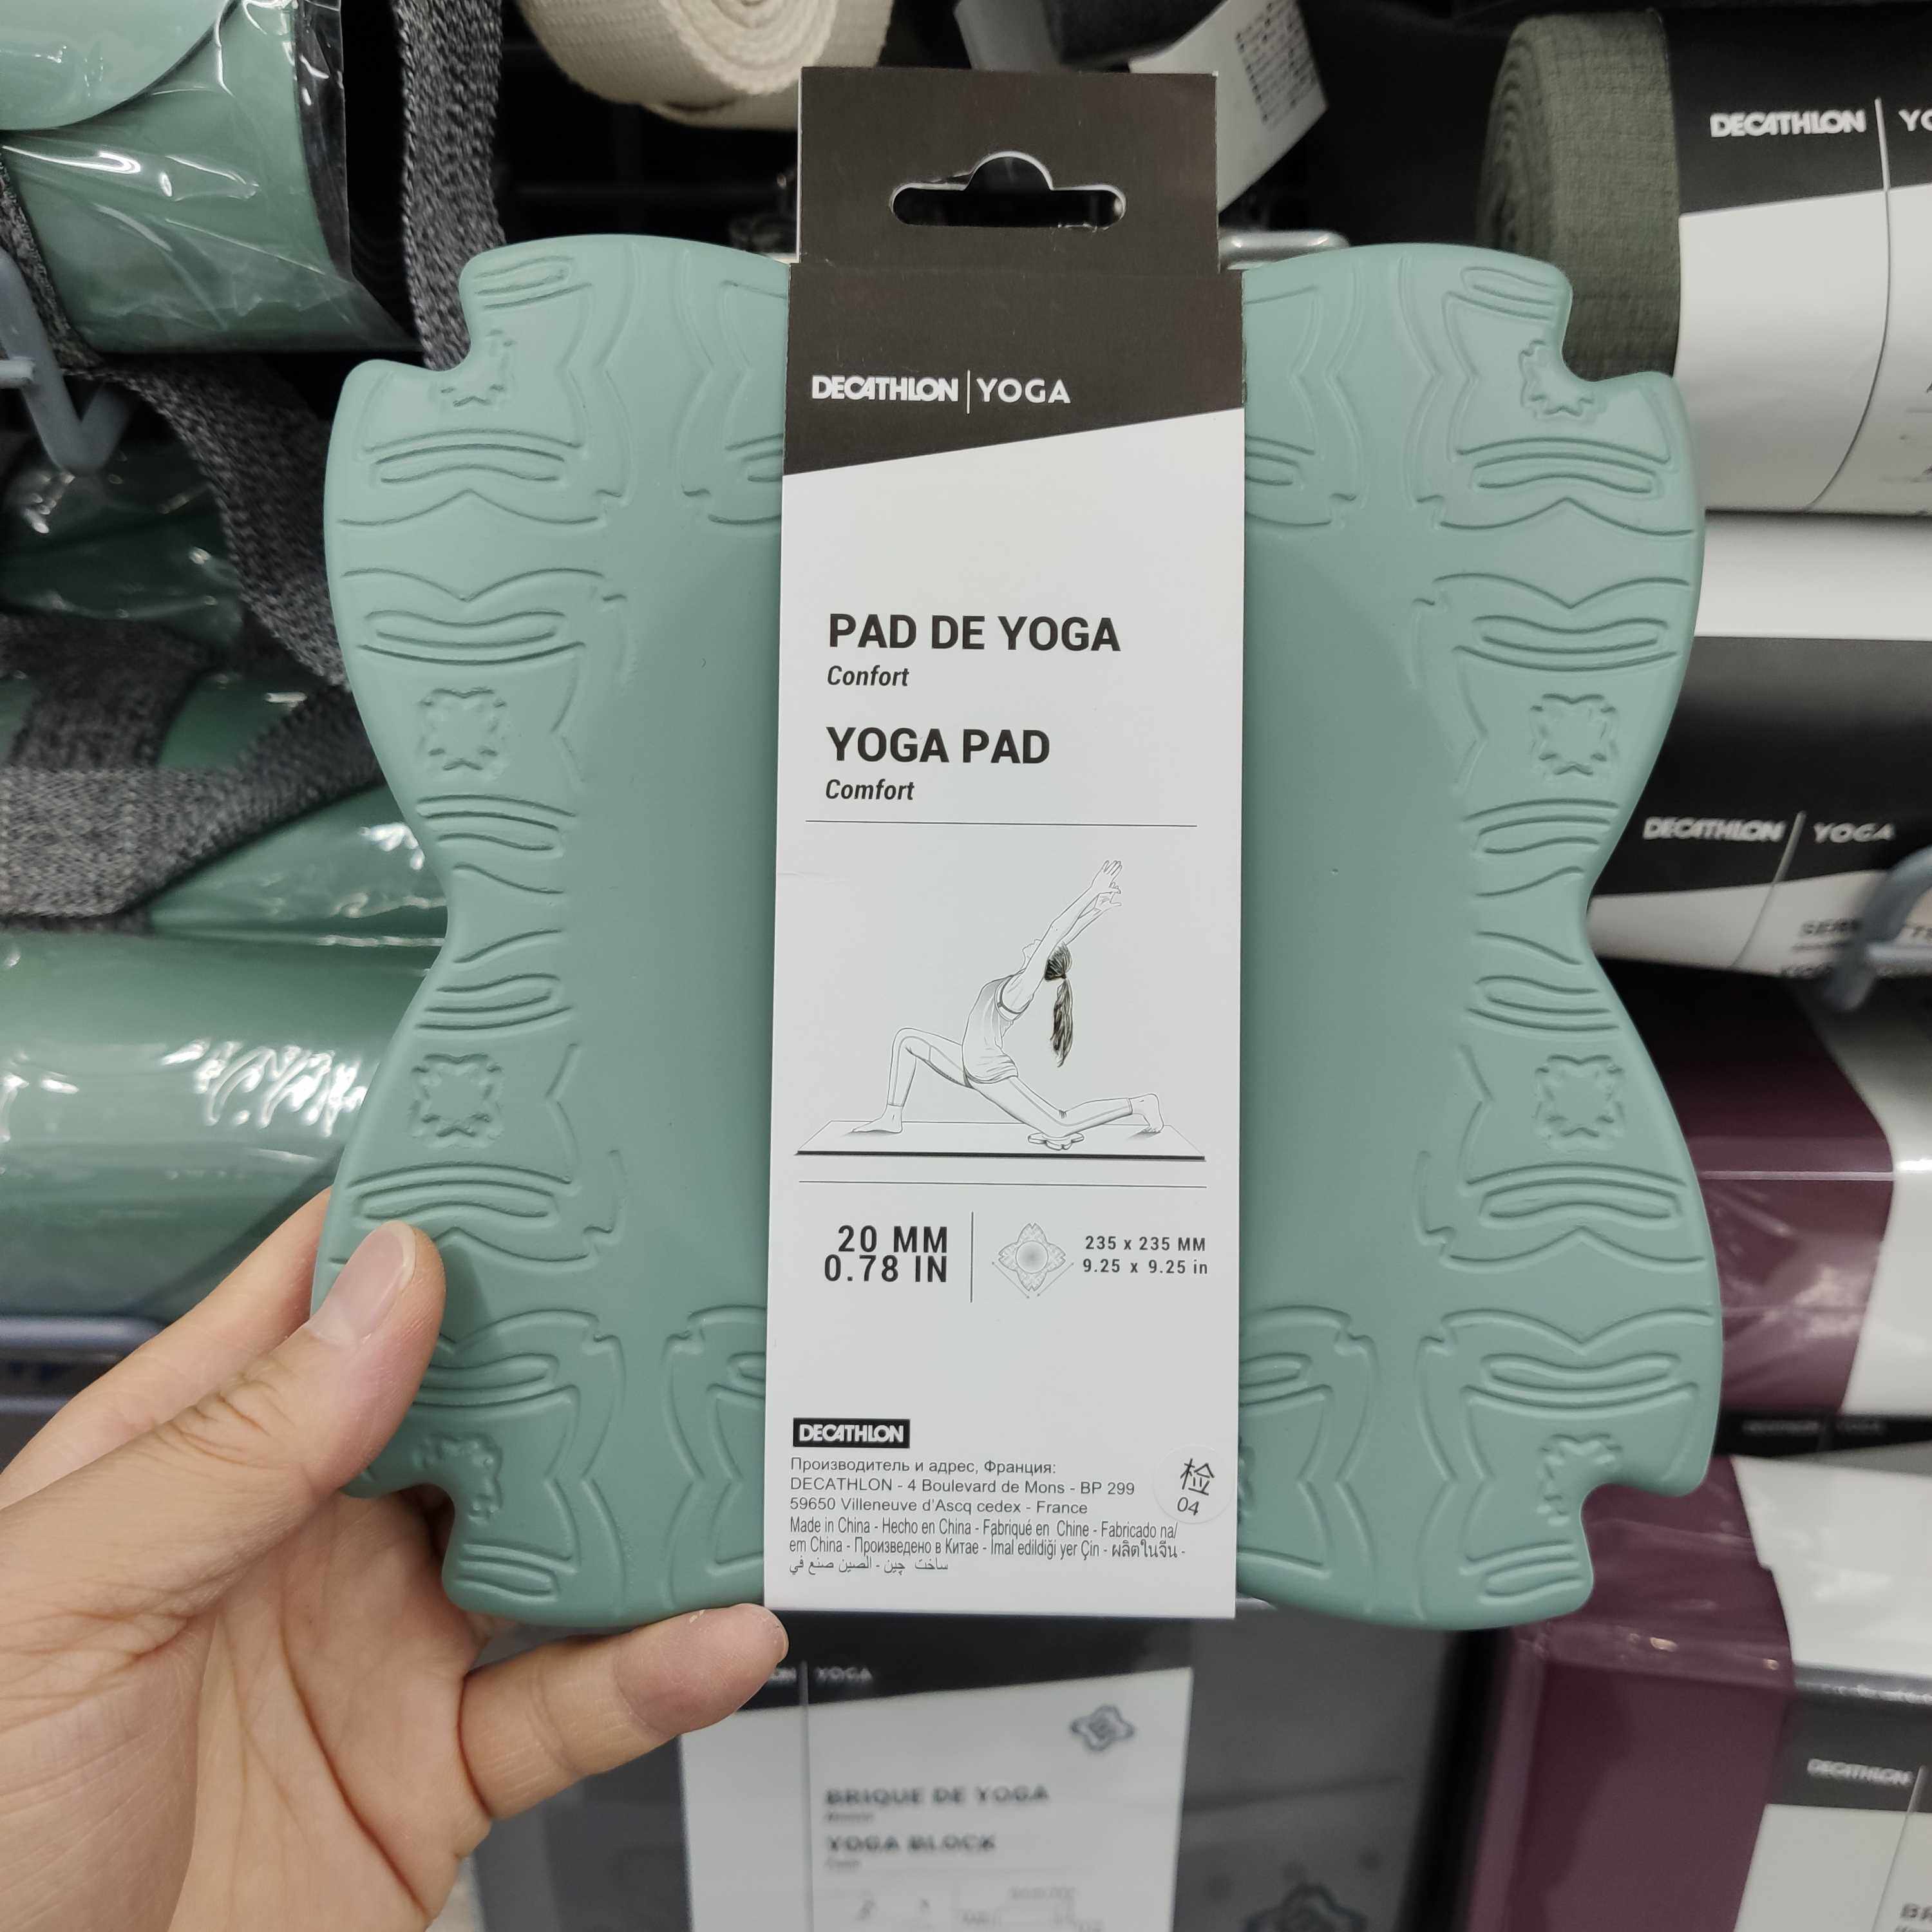 DECATHLON | YO
DECATHLON | YOGA
PAD DE YOGA
Confort
YOGA PAD
Comfort
DECATHLON | YOGA
20 MM
0.78 IN
235 x 235 MM
9.25 x 9.25 in
DECATHLON
Производитель и адрес, Франция:
DECATHLON - 4 Boulevard de Mons - BP 299
59650 Villeneuve d'Ascq cedex - France
Made in China - Hecho en China - Fabriqué en Chine - Fabricado na/
em China - Произведено в Китае - İmal edildiği yer Çin - ผลิตในจีน -
ساخت چين - الصين صنع في
检
04
YOGA
BRIQUE DE YOGA
YOGA BLOCK
DECATHLON